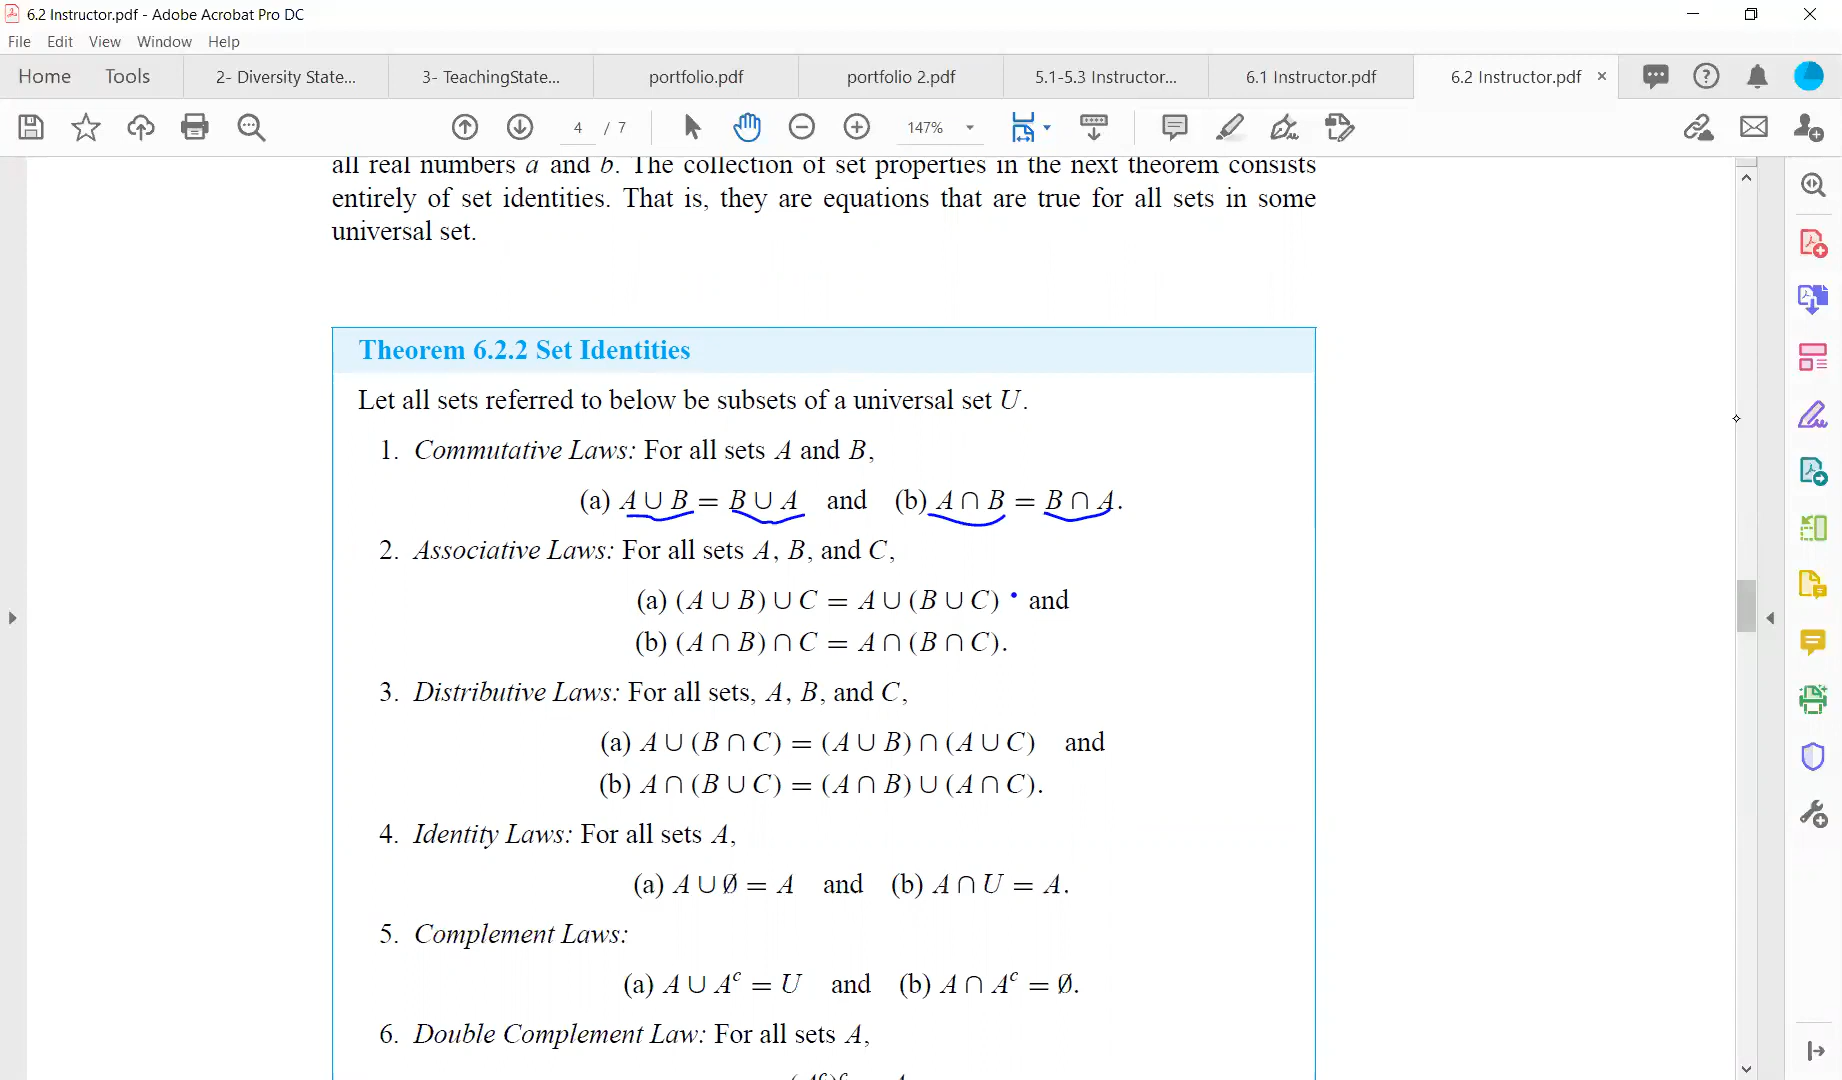 6.2 Instructor.pdf - Adobe Acrobat Pro DC
File Edit View Window Help
Home Tools 2- Diversity State... 3- TeachingState... portfolio.pdf portfolio 2.pdf 5.1-5.3 Instructor... 6.1 Instructor.pdf 6.2 Instructor.pdf ×
4 / 7 147%
all real numbers a and b. The collection of set properties in the next theorem consists
entirely of set identities. That is, they are equations that are true for all sets in some
universal set.
Theorem 6.2.2 Set Identities
Let all sets referred to below be subsets of a universal set U.
1. Commutative Laws: For all sets A and B,
(a) A ∪ B = B ∪ A and (b) A ∩ B = B ∩ A.
2. Associative Laws: For all sets A, B, and C,
(a) (A ∪ B) ∪ C = A ∪ (B ∪ C) and
(b) (A ∩ B) ∩ C = A ∩ (B ∩ C).
3. Distributive Laws: For all sets, A, B, and C,
(a) A ∪ (B ∩ C) = (A ∪ B) ∩ (A ∪ C) and
(b) A ∩ (B ∪ C) = (A ∩ B) ∪ (A ∩ C).
4. Identity Laws: For all sets A,
(a) A ∪ ∅ = A and (b) A ∩ U = A.
5. Complement Laws:
(a) A ∪ Aᶜ = U and (b) A ∩ Aᶜ = ∅.
6. Double Complement Law: For all sets A,